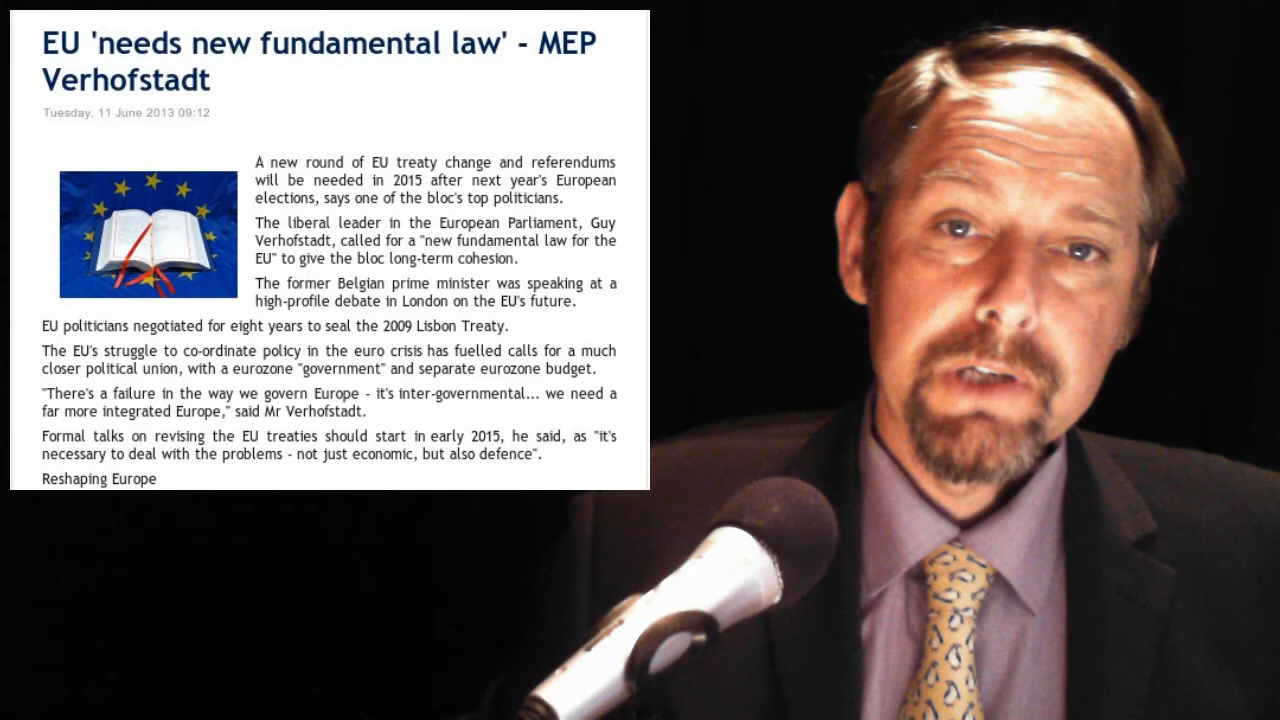 EU 'needs new fundamental law' - MEP
Verhofstadt
Tuesday, 11 June 2013 09:12
A new round of EU treaty change and referendums
will be needed in 2015 after next year's European
elections, says one of the bloc's top politicians.
The liberal leader in the European Parliament, Guy
Verhofstadt, called for a "new fundamental law for the
EU" to give the bloc long-term cohesion.
The former Belgian prime minister was speaking at a
high-profile debate in London on the EU's future.
EU politicians negotiated for eight years to seal the 2009 Lisbon Treaty.
The EU's struggle to co-ordinate policy in the euro crisis has fuelled calls for a much
closer political union, with a eurozone "government" and separate eurozone budget.
"There's a failure in the way we govern Europe - it's inter-governmental... we need a
far more integrated Europe," said Mr Verhofstadt.
Formal talks on revising the EU treaties should start in early 2015, he said, as "it's
necessary to deal with the problems - not just economic, but also defence".
Reshaping Europe